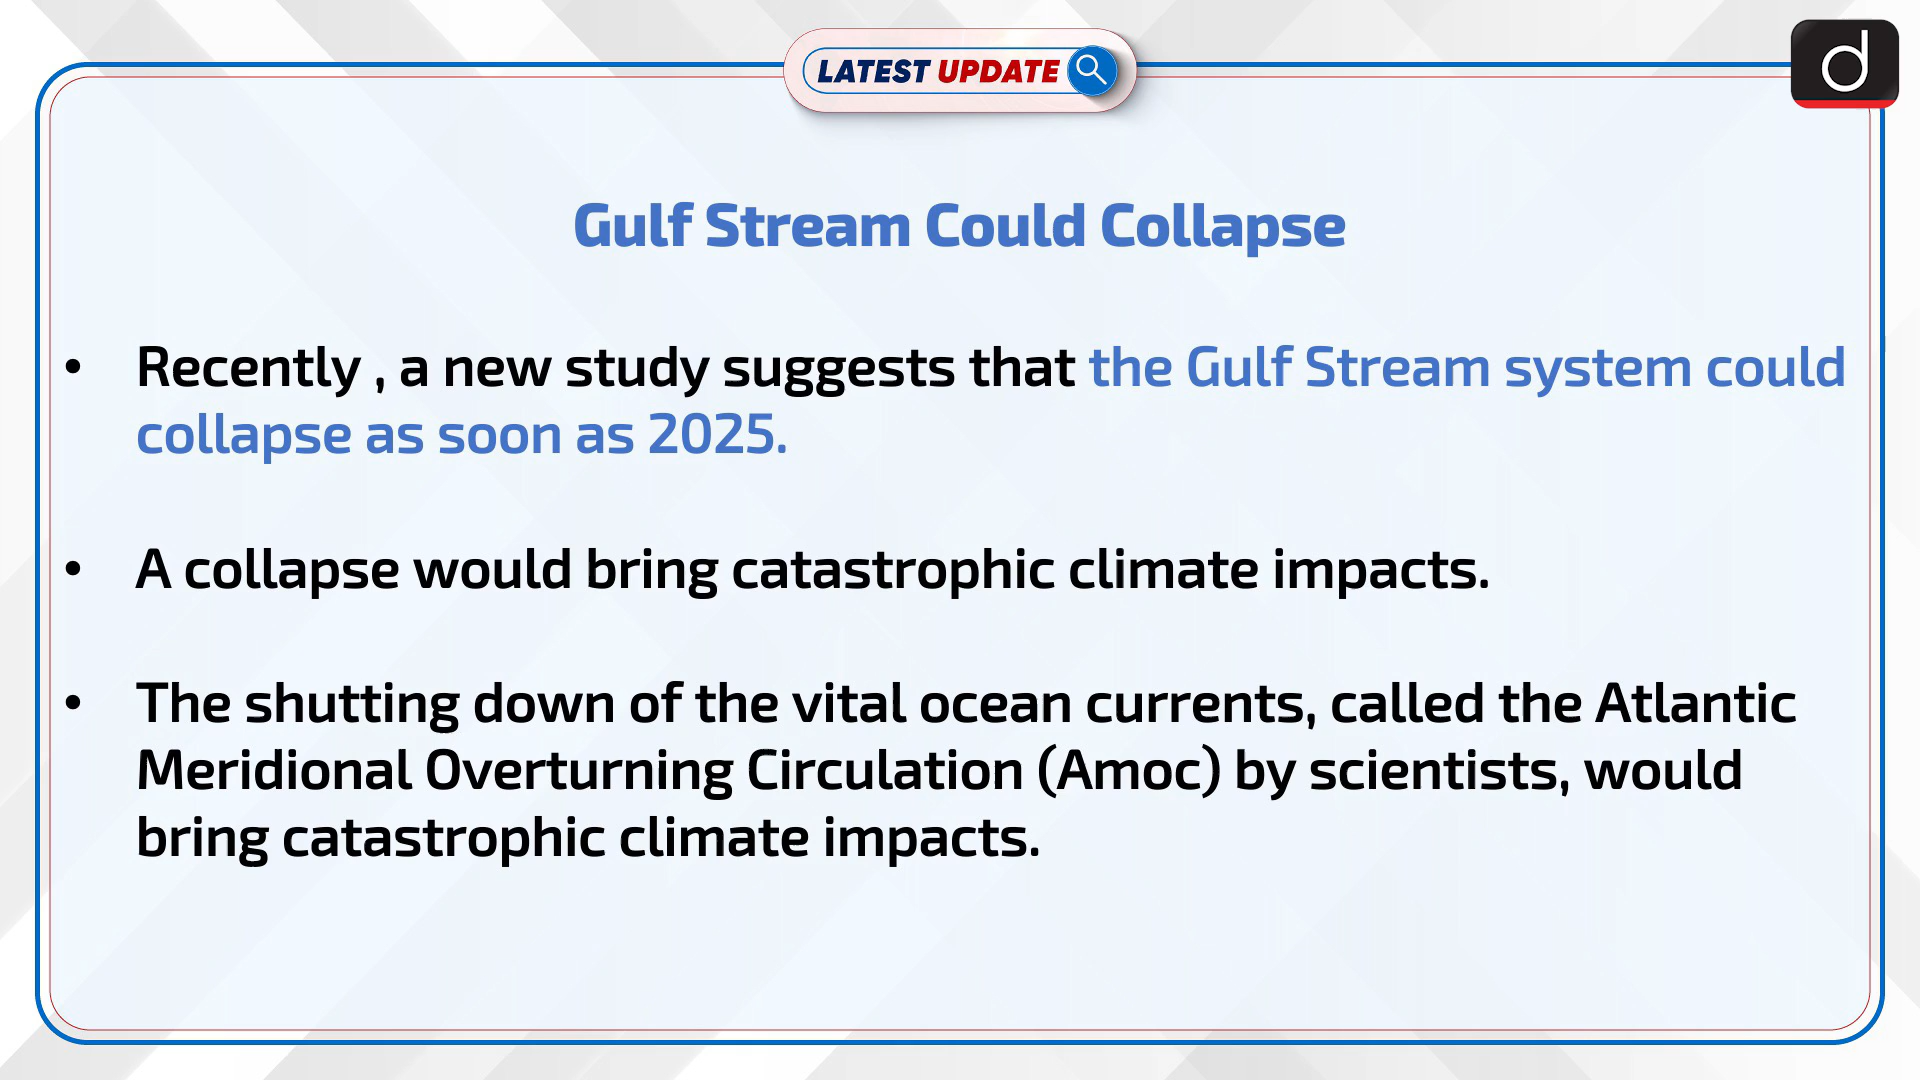 LATEST UPDATE
d
Gulf Stream Could Collapse
• Recently , a new study suggests that the Gulf Stream system could
collapse as soon as 2025.
• A collapse would bring catastrophic climate impacts.
• The shutting down of the vital ocean currents, called the Atlantic
Meridional Overturning Circulation (Amoc) by scientists, would
bring catastrophic climate impacts.